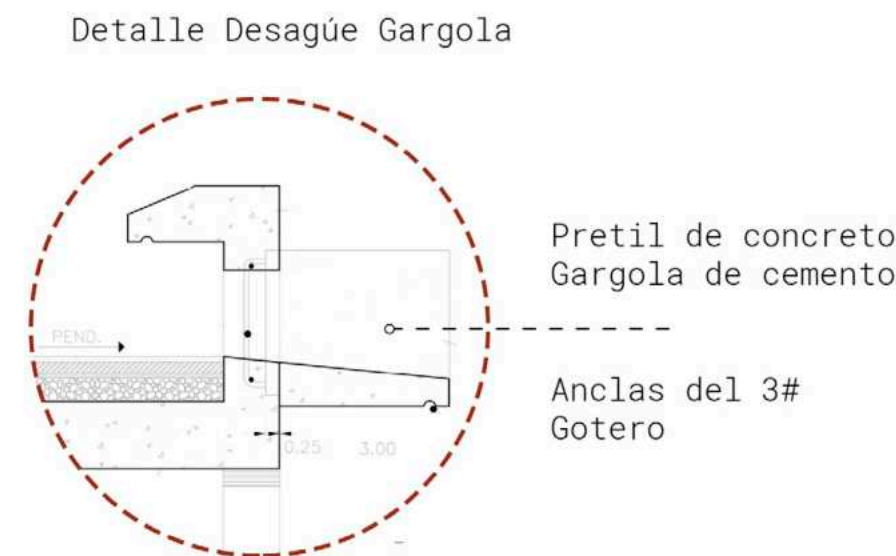 Detalle Desagúe Gargola
Pretil de concreto
Gargola de cemento
PEND.
Anclas del 3#
Gotero
0.25
3.00